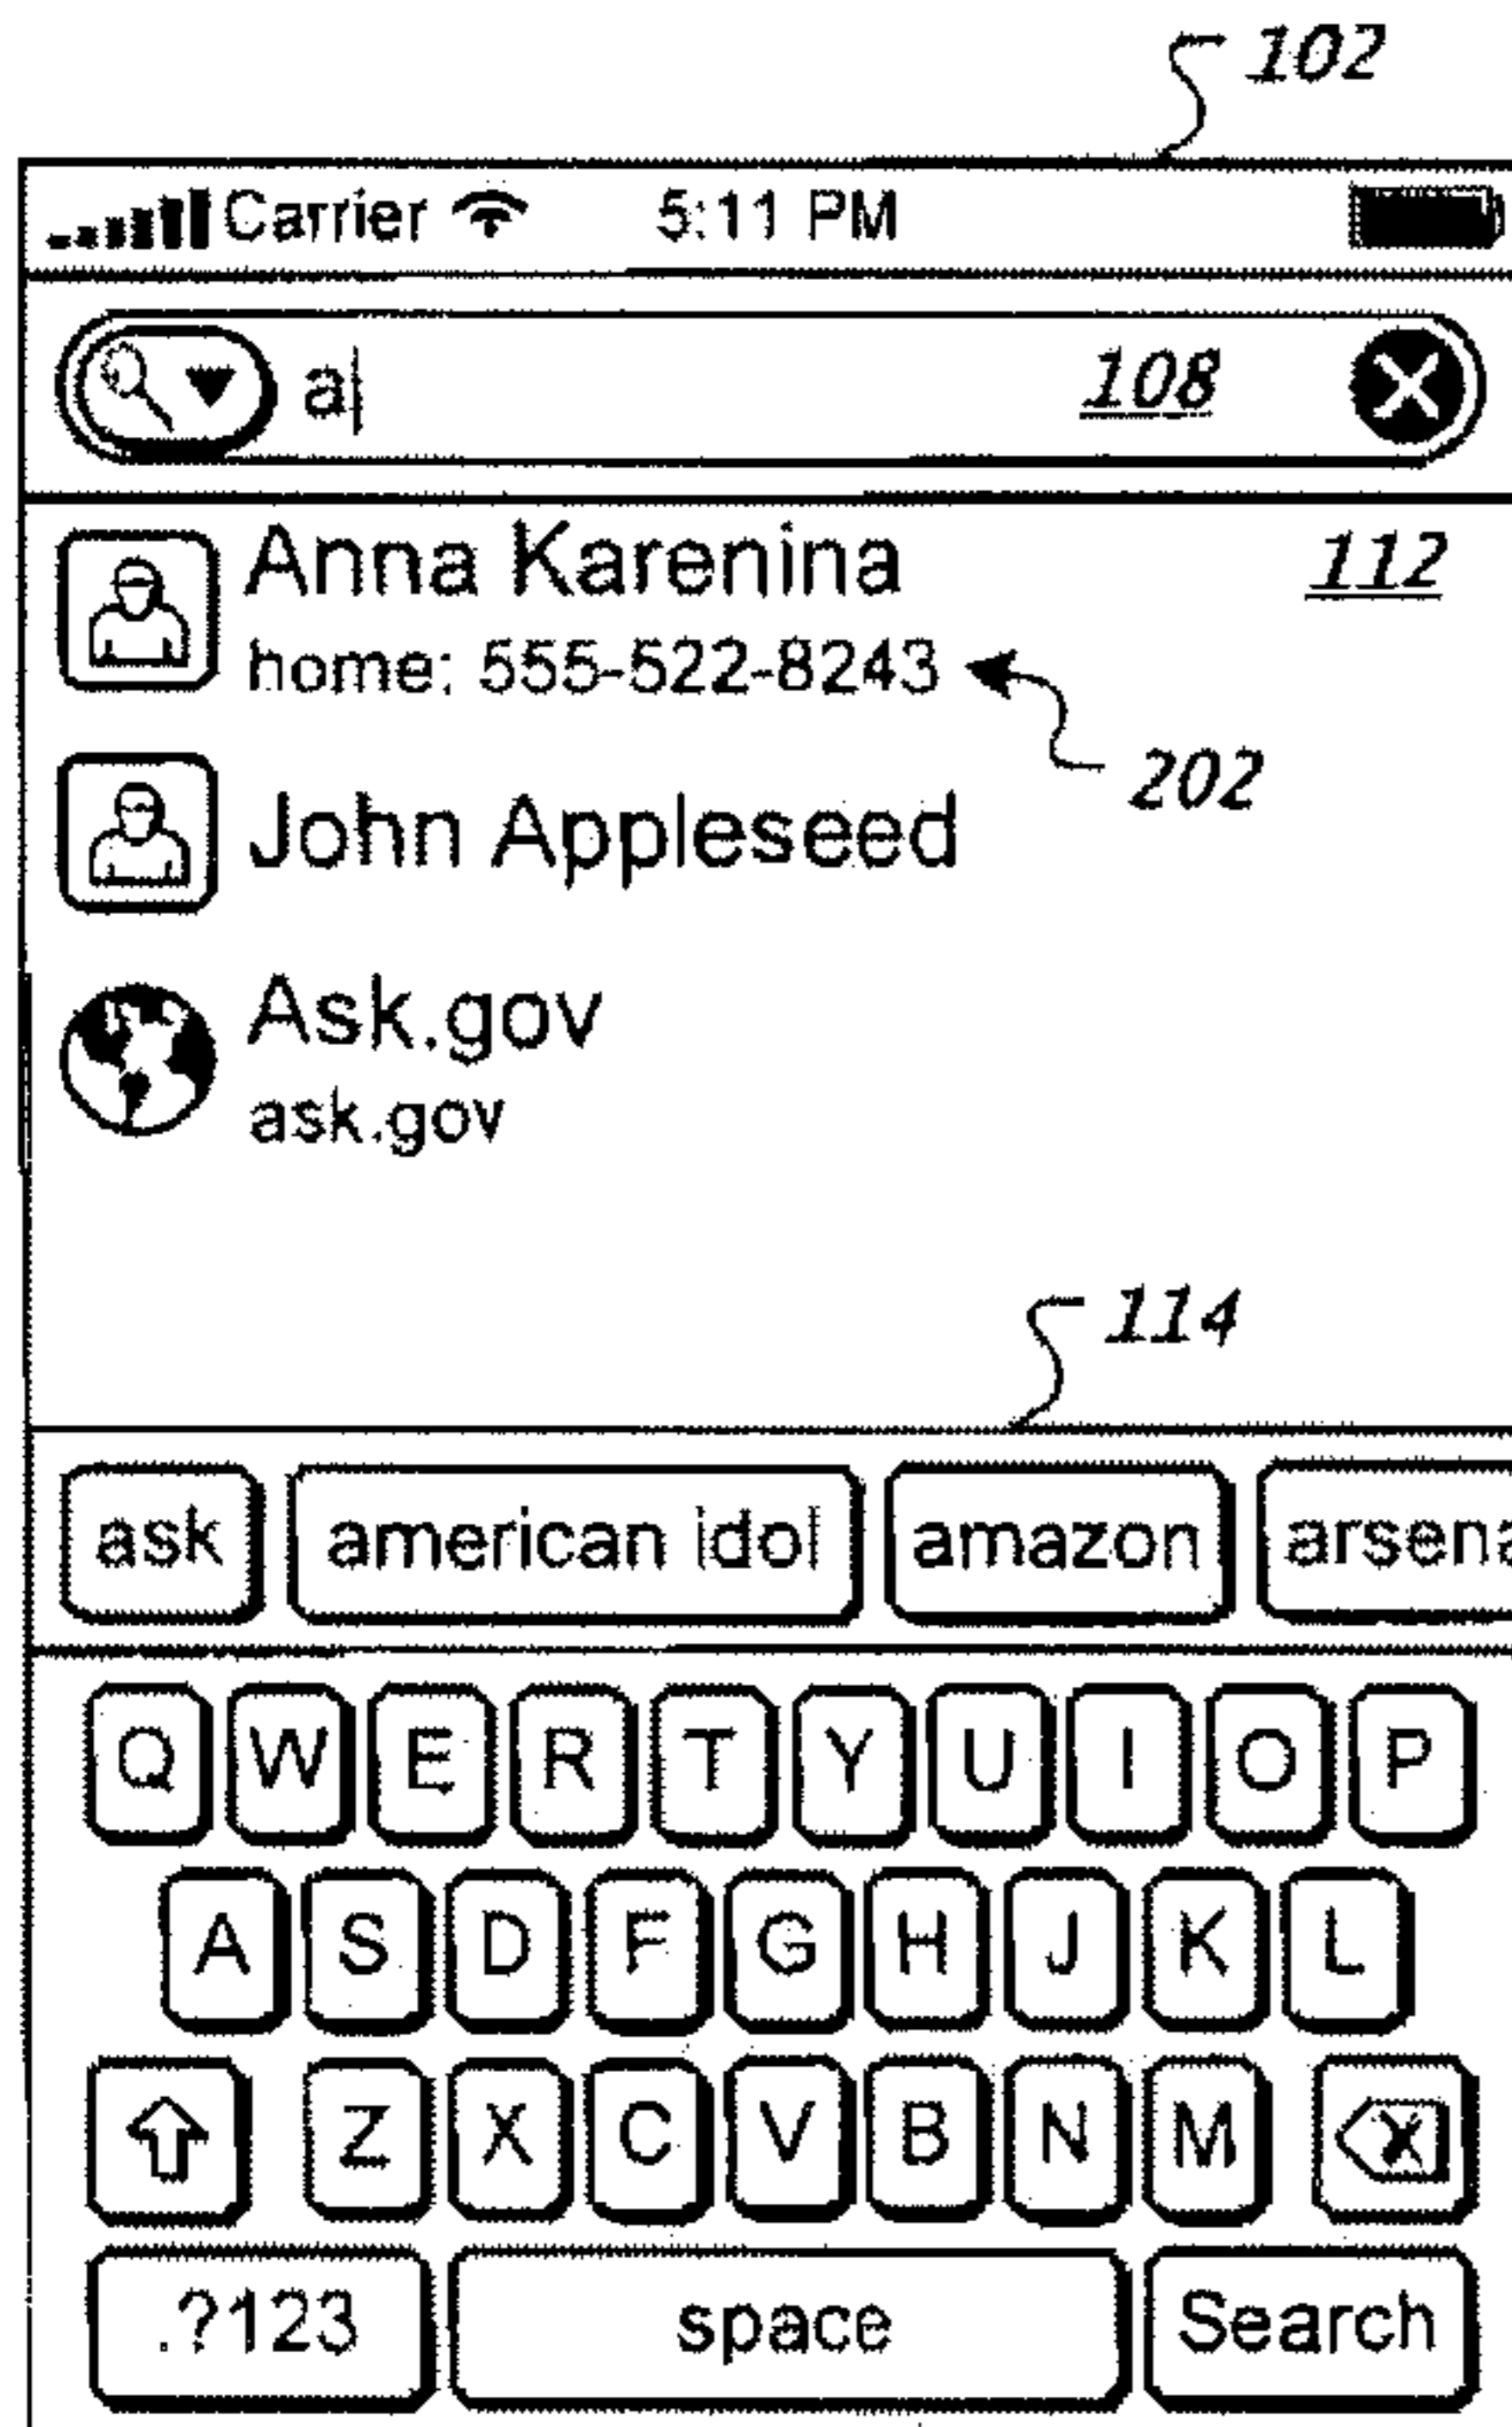 102
Carrier 5:11 PM
a 108
Anna Karenina 112
home: 555-522-8243
202
John Appleseed
Ask.gov
ask.gov
114
ask american idol amazon arsena
Q W E R T Y U I O P
A S D F G H J K L
Z X C V B N M X
.?123 space Search